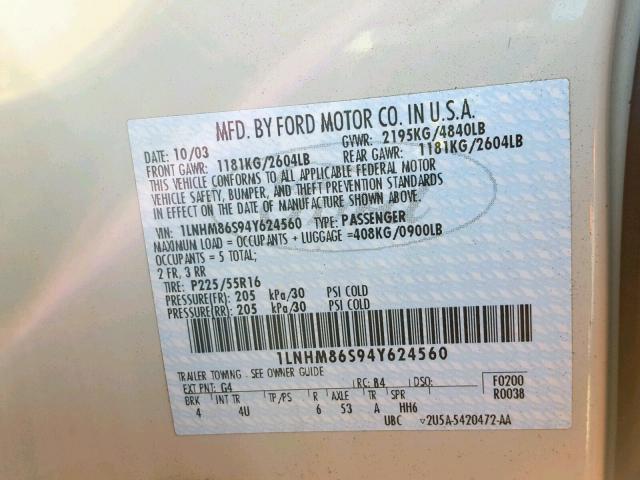 MFD. BY FORD MOTOR CO. IN U.S.A.
DATE: 10/03 GVWR: 2195KG/4840LB
FRONT GAWR: 1181KG/2604LB REAR GAWR: 1181KG/2604LB
THIS VEHICLE CONFORMS TO ALL APPLICABLE FEDERAL MOTOR
VEHICLE SAFETY, BUMPER, AND THEFT PREVENTION STANDARDS
IN EFFECT ON THE DATE OF MANUFACTURE SHOWN ABOVE.
VIN: 1LNHM86S94Y624560 TYPE: PASSENGER
MAXIMUM LOAD = OCCUPANTS + LUGGAGE =408KG/0900LB
OCCUPANTS = 5 TOTAL;
2 FR, 3 RR
TIRE: P225/55R16
PRESSURE(FR): 205 kPa/30 PSI COLD
PRESSURE(RR): 205 kPa/30 PSI COLD
1LNHM86S94Y624560
TRAILER TOWING - SEE OWNER GUIDE
EXT PNT: G4 RC: B4 DSO: F0200
BRK INT TR TP/PS R AXLE TR SPR R0038
4 4U 6 53 A HH6
UBC ▽2U5A-5420472-AA